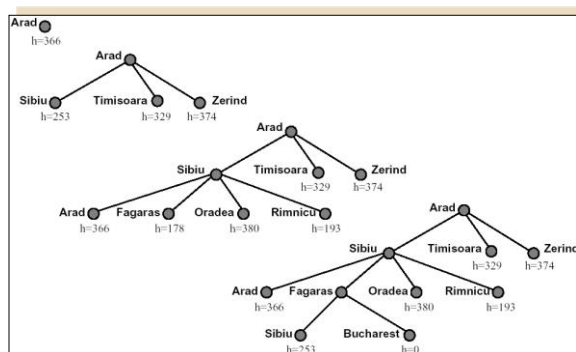 Arad
h=366
Arad
Sibiu Timisoara Zerind
h=253 h=329 h=374
Arad
Sibiu Timisoara Zerind
h=329 h=374
Arad Fagaras Oradea Rimnicu
h=366 h=178 h=380 h=193
Arad
Sibiu Timisoara Zerind
h=329 h=374
Arad Fagaras Oradea Rimnicu
h=366 h=380 h=193
Sibiu Bucharest
h=253 h=0